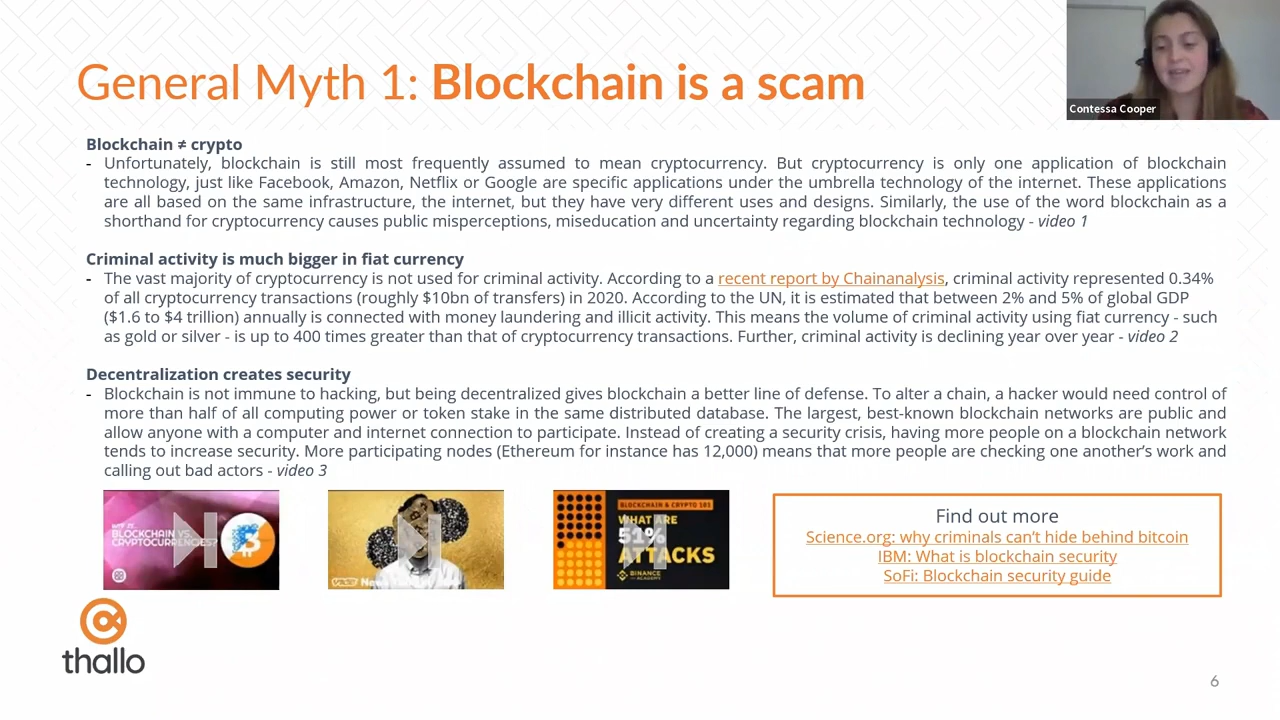 General Myth 1: Blockchain is a scam
Contessa Cooper
Blockchain ≠ crypto
- Unfortunately, blockchain is still most frequently assumed to mean cryptocurrency. But cryptocurrency is only one application of blockchain
technology, just like Facebook, Amazon, Netflix or Google are specific applications under the umbrella technology of the internet. These applications
are all based on the same infrastructure, the internet, but they have very different uses and designs. Similarly, the use of the word blockchain as a
shorthand for cryptocurrency causes public misperceptions, miseducation and uncertainty regarding blockchain technology - video 1
Criminal activity is much bigger in fiat currency
- The vast majority of cryptocurrency is not used for criminal activity. According to a recent report by Chainanalysis, criminal activity represented 0.34%
of all cryptocurrency transactions (roughly $10bn of transfers) in 2020. According to the UN, it is estimated that between 2% and 5% of global GDP
($1.6 to $4 trillion) annually is connected with money laundering and illicit activity. This means the volume of criminal activity using fiat currency - such
as gold or silver - is up to 400 times greater than that of cryptocurrency transactions. Further, criminal activity is declining year over year - video 2
Decentralization creates security
- Blockchain is not immune to hacking, but being decentralized gives blockchain a better line of defense. To alter a chain, a hacker would need control of
more than half of all computing power or token stake in the same distributed database. The largest, best-known blockchain networks are public and
allow anyone with a computer and internet connection to participate. Instead of creating a security crisis, having more people on a blockchain network
tends to increase security. More participating nodes (Ethereum for instance has 12,000) means that more people are checking one another's work and
calling out bad actors - video 3
BLOCKCHAIN VS.
CRYPTOCURRENCIES?
VICE News
BLOCKCHAIN & CRYPTO 101
WHAT ARE
51%
ATTACKS
BINANCE
ACADEMY
Find out more
Science.org: why criminals can't hide behind bitcoin
IBM: What is blockchain security
SoFi: Blockchain security guide
thallo
6